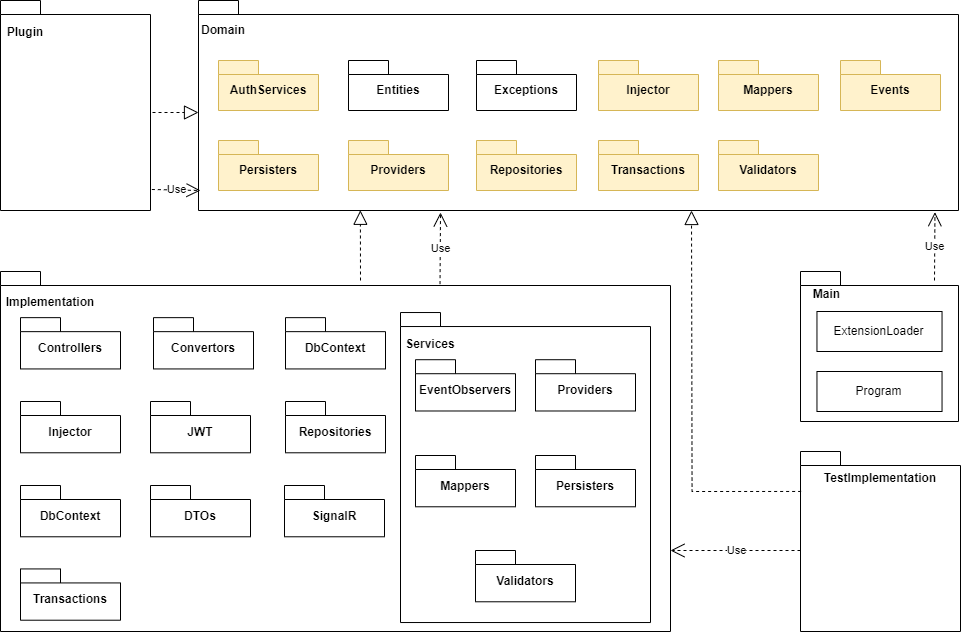 Plugin
Domain
AuthServices
Entities
Exceptions
Injector
Mappers
Events
Persisters
Providers
Repositories
Transactions
Validators
Use
Use
Use
Implementation
Controllers
Convertors
DbContext
Injector
JWT
Repositories
DbContext
DTOs
SignalR
Transactions
Services
EventObservers
Providers
Mappers
Persisters
Validators
Main
ExtensionLoader
Program
TestImplementation
Use